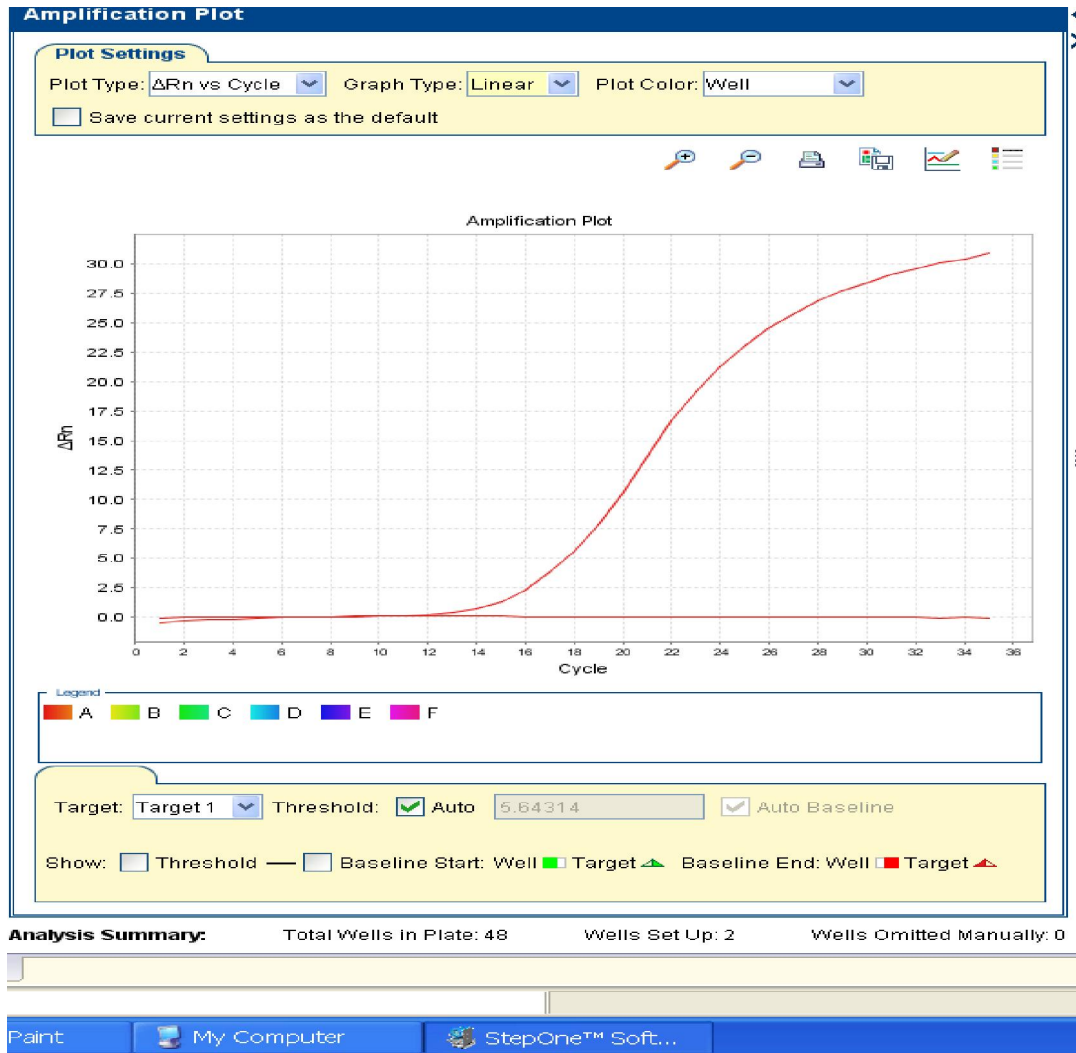 Amplification Plot
Plot Settings
Plot Type: ΔRn vs Cycle Graph Type: Linear Plot Color: Well
Save current settings as the default
Amplification Plot
30.0
27.5
25.0
22.5
20.0
17.5
15.0
12.5
10.0
7.5
5.0
2.5
0.0
ΔRn
0 2 4 6 8 10 12 14 16 18 20 22 24 26 28 30 32 34 36
Cycle
Legend
A B C D E F
Target: Target 1 Threshold: Auto 5.64314 Auto Baseline
Show: Threshold Baseline Start: Well Target Baseline End: Well Target
Analysis Summary: Total Wells in Plate: 48 Wells Set Up: 2 Wells Omitted Manually: 0
Paint My Computer StepOne™ Soft...